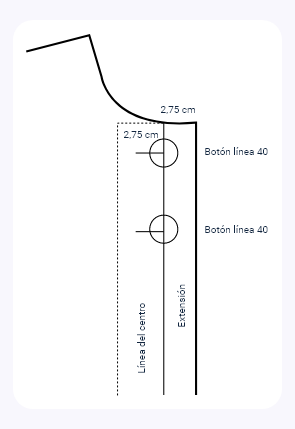 2,75 cm
2,75 cm
Botón línea 40
Botón línea 40
Extensión
Línea del centro